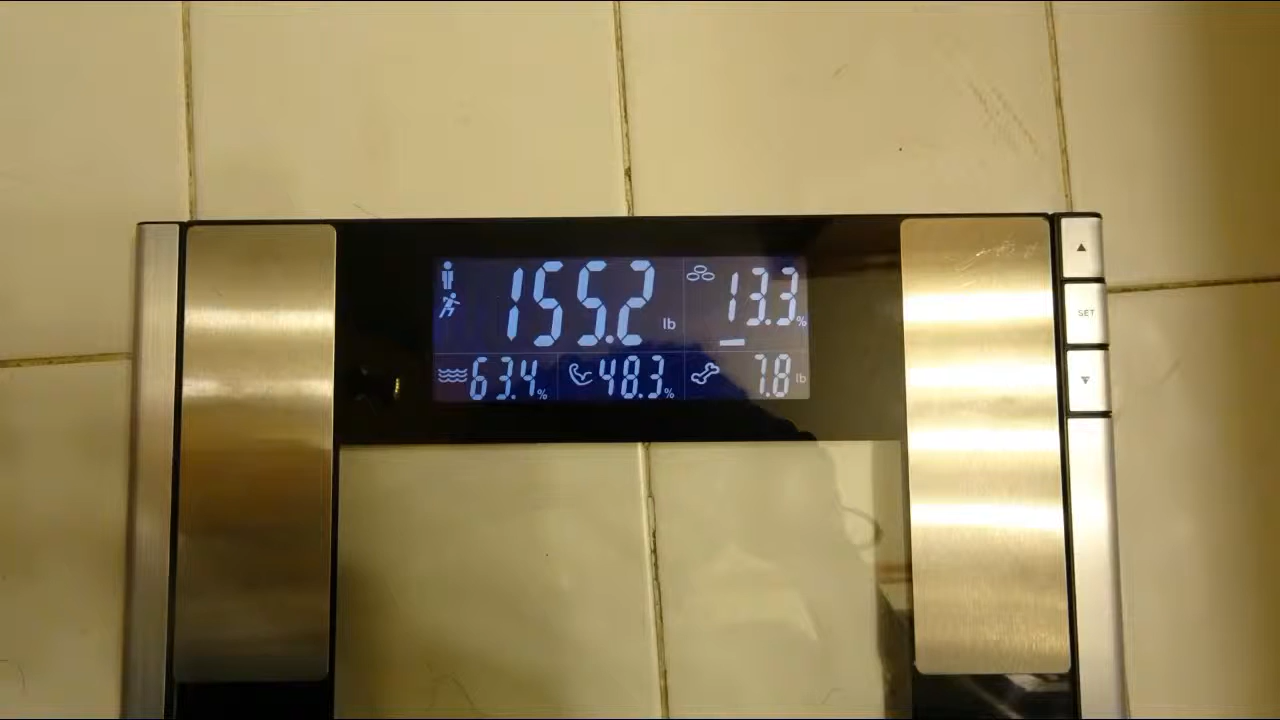 155.2 lb
13.3 %
63.4 %
48.3 %
7.8 lb
SET